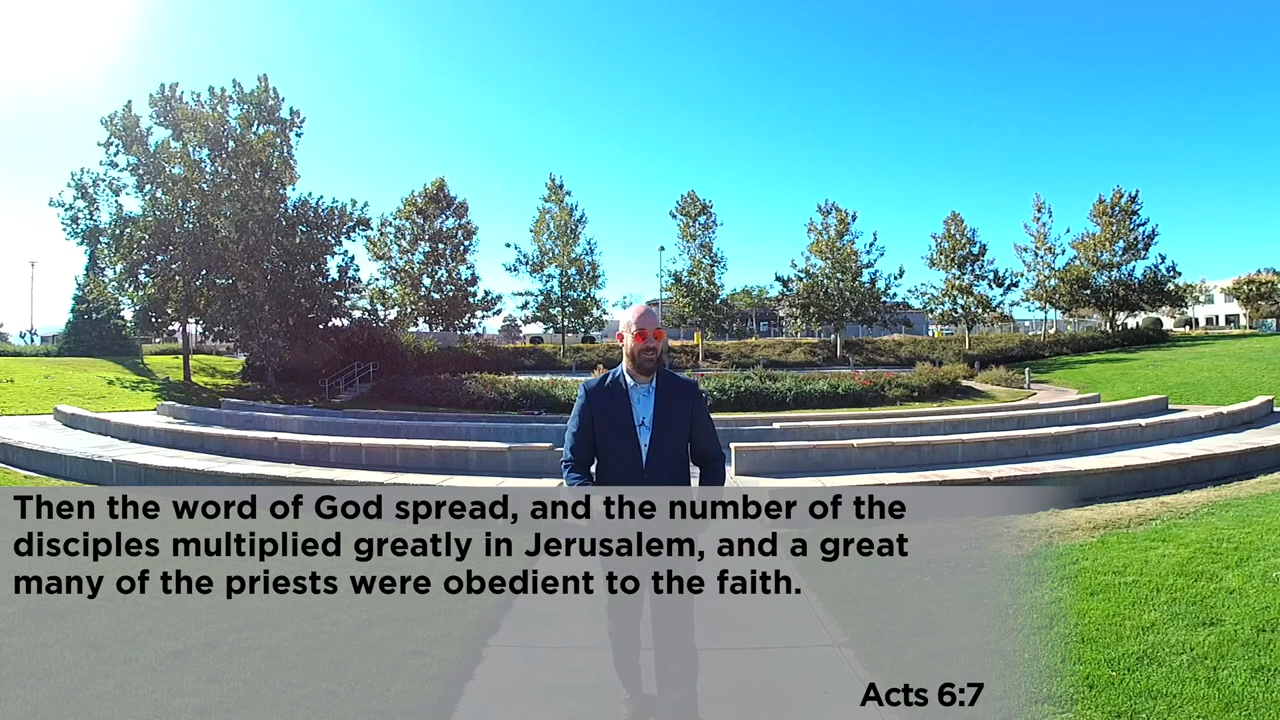 Then the word of God spread, and the number of the
disciples multiplied greatly in Jerusalem, and a great
many of the priests were obedient to the faith.
Acts 6:7